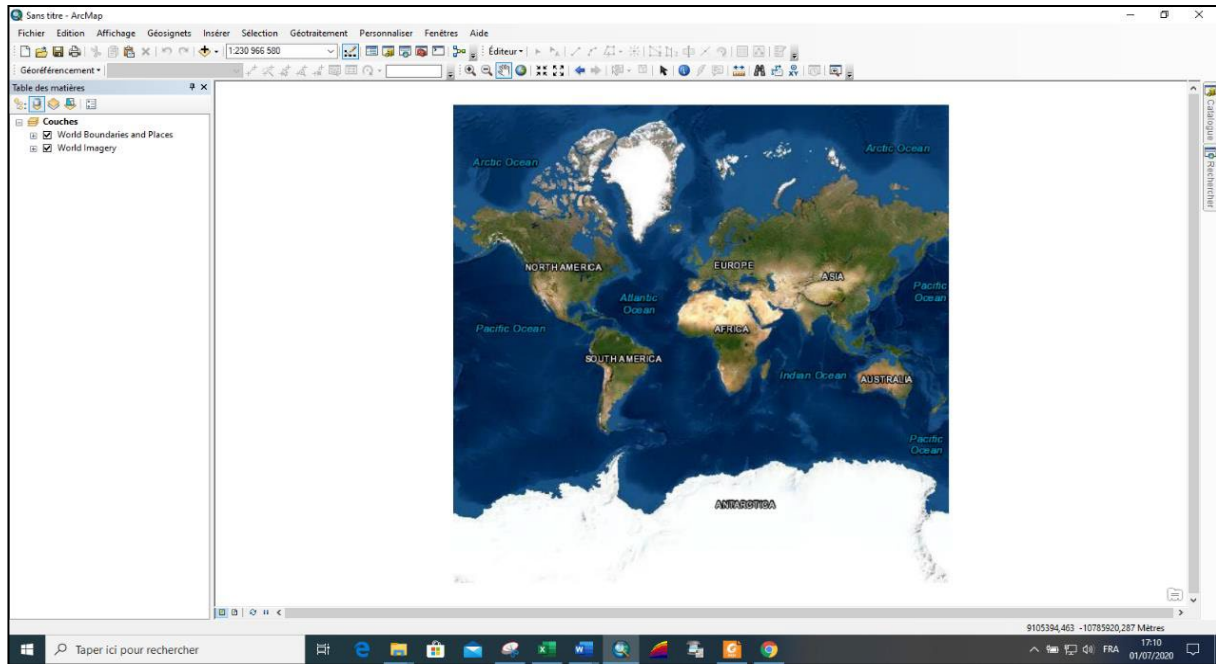 Sans titre - ArcMap
Fichier Edition Affichage Géosignets Insérer Sélection Géotraitement Personnaliser Fenêtres Aide
1:230 966 580
Éditeur
Géoréférencement
Table des matières
Couches
World Boundaries and Places
World Imagery
Catalogue
Rechercher
Arctic Ocean
Arctic Ocean
NORTH AMERICA
EUROPE
ASIA
Atlantic
Ocean
Pacific
Ocean
Pacific Ocean
AFRICA
SOUTH AMERICA
Indian Ocean
AUSTRALIA
Pacific
Ocean
ANTARCTICA
9105394,463 -10785920,287 Mètres
Taper ici pour rechercher
FRA
17:10
01/07/2020